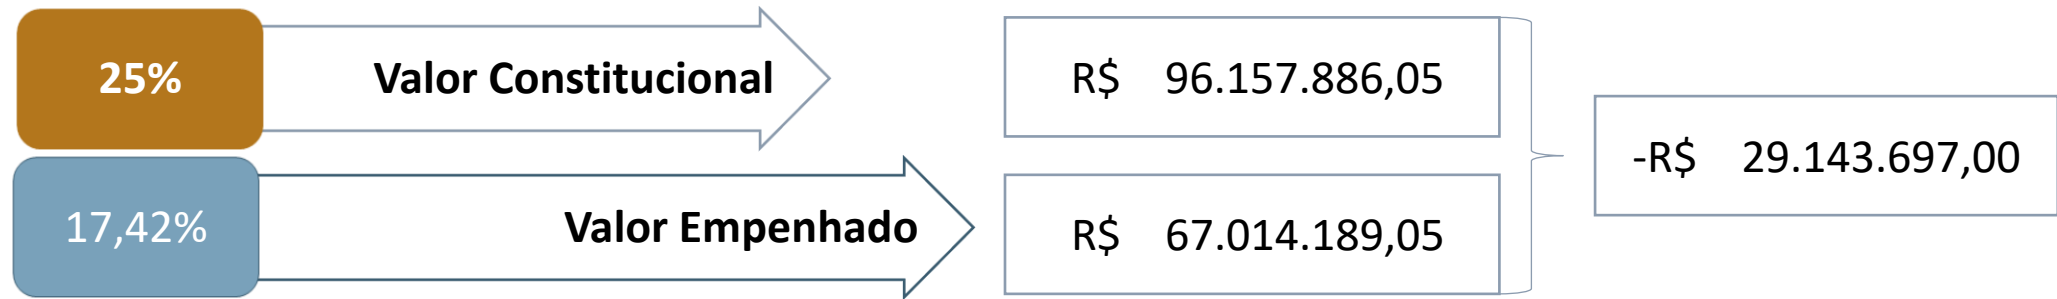 25%
Valor Constitucional
R$ 96.157.886,05
17,42%
Valor Empenhado
R$ 67.014.189,05
-R$ 29.143.697,00